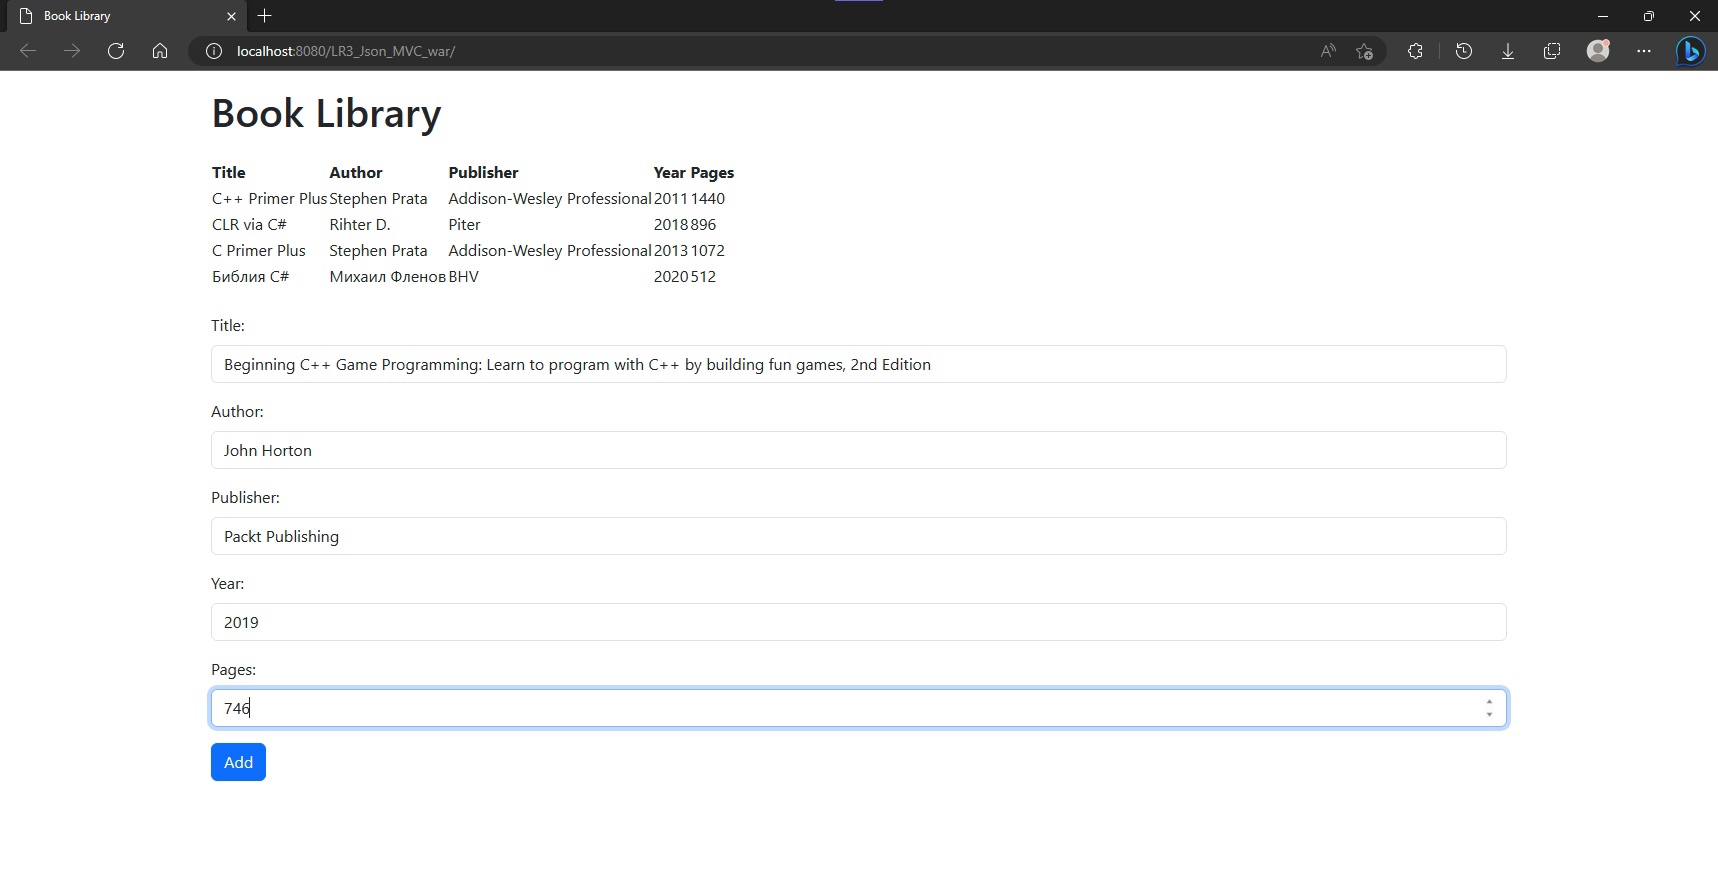 Book Library
localhost:8080/LR3_Json_MVC_war/
Book Library
Title Author Publisher Year Pages
C++ Primer Plus Stephen Prata Addison-Wesley Professional 2011 1440
CLR via C# Rihter D. Piter 2018 896
C Primer Plus Stephen Prata Addison-Wesley Professional 2013 1072
Библия C# Михаил Фленов BHV 2020 512
Title:
Beginning C++ Game Programming: Learn to program with C++ by building fun games, 2nd Edition
Author:
John Horton
Publisher:
Packt Publishing
Year:
2019
Pages:
746
Add